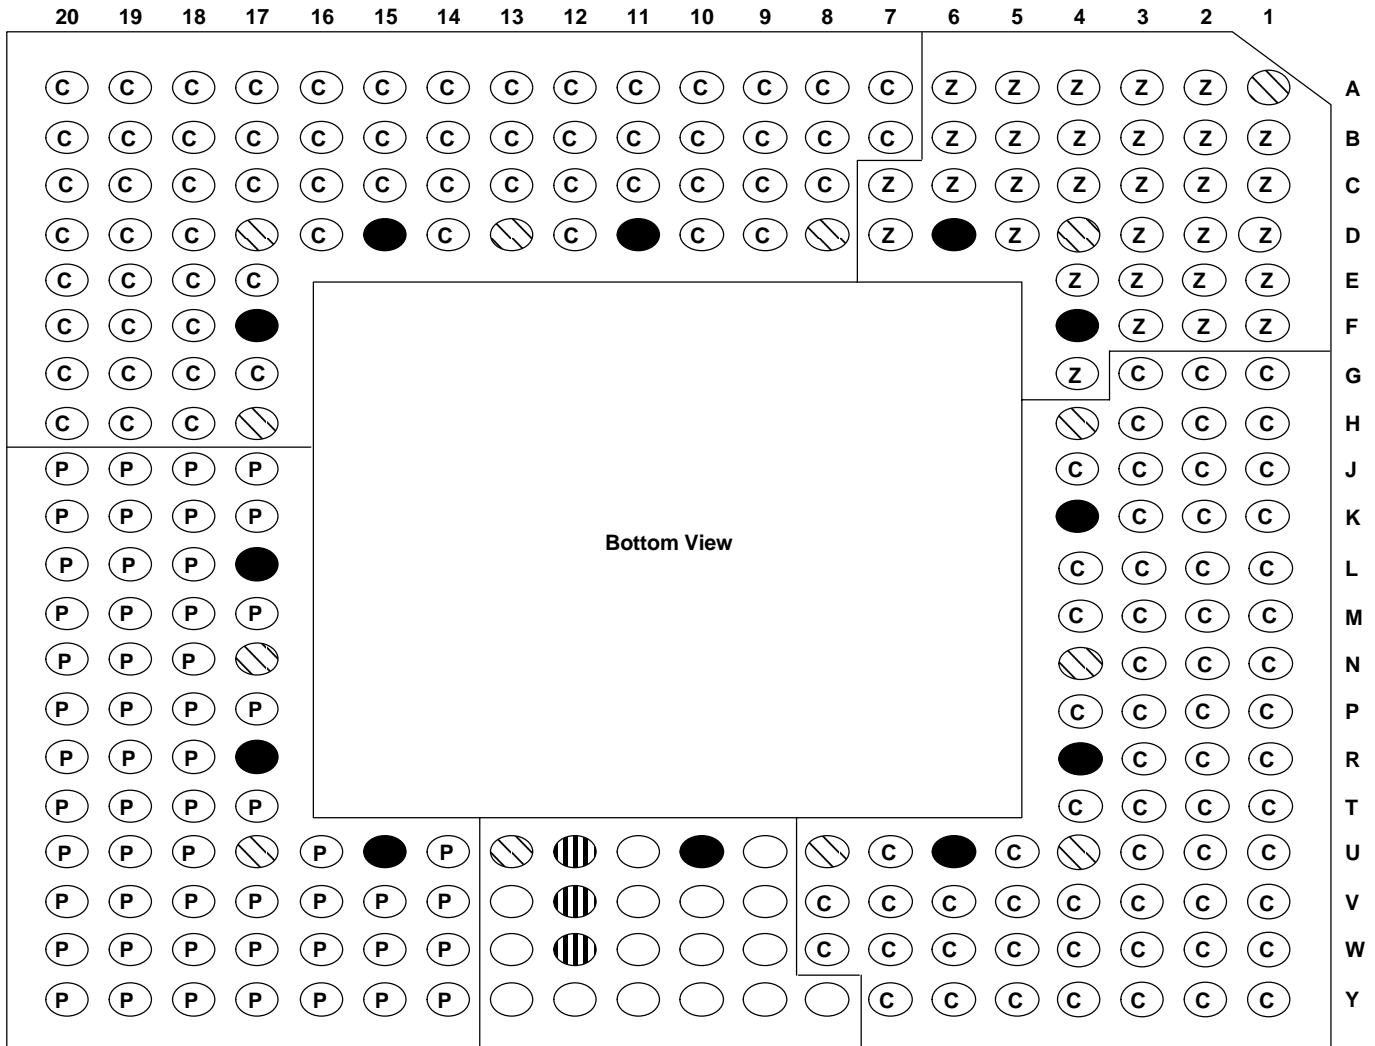 20 19 18 17 16 15 14 13 12 11 10 9 8 7 6 5 4 3 2 1
C C C C C C C C C C C C C C Z Z Z Z Z A
C C C C C C C C C C C C C C Z Z Z Z Z Z B
C C C C C C C C C C C C C Z Z Z Z Z Z Z C
C C C C C C C C Z Z Z Z Z D
C C C C Z Z Z Z E
C C C Z Z Z F
C C C C Z C C C G
C C C C C C H
P P P P C C C C J
P P P P C C C K
Bottom View
P P P C C C C L
P P P P C C C C M
P P P C C C N
P P P P C C C C P
P P P C C C R
P P P P C C C C T
P P P P P C C C C C U
P P P P P P P C C C C C C C C V
P P P P P P P C C C C C C C C W
P P P P P P P C C C C C C C Y